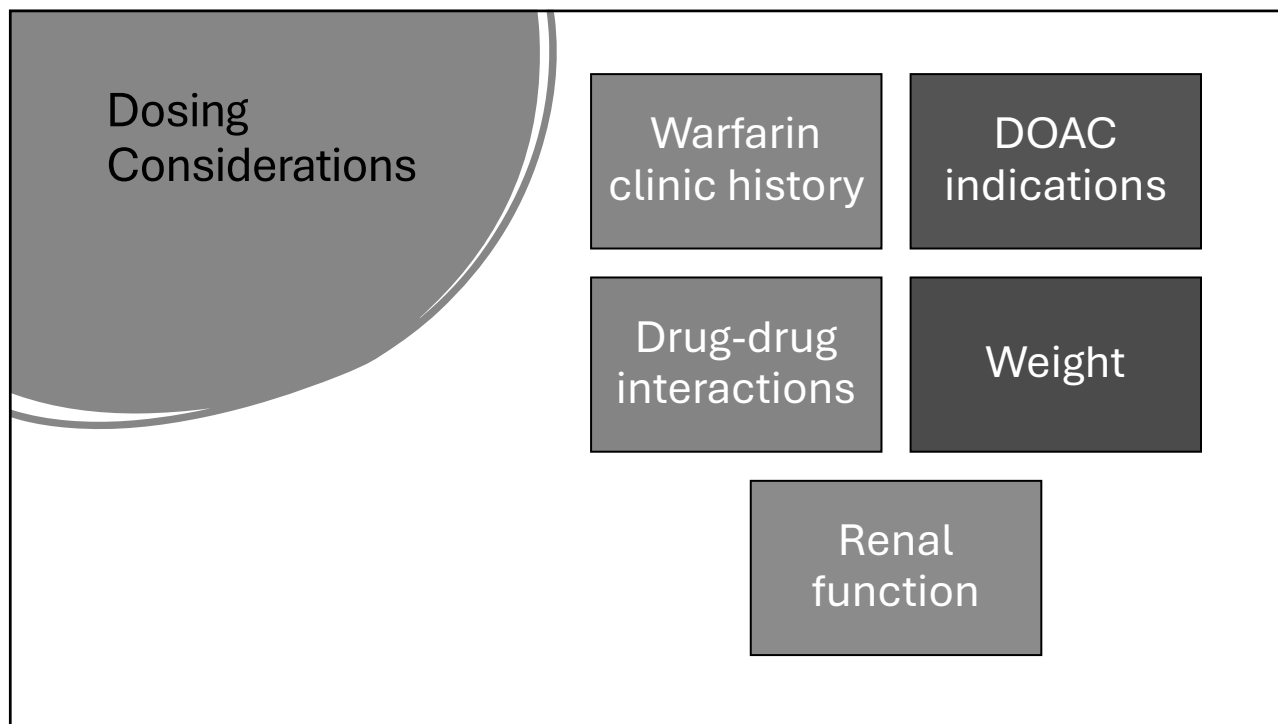 Dosing
Considerations
Warfarin
clinic history
DOAC
indications
Drug-drug
interactions
Weight
Renal
function